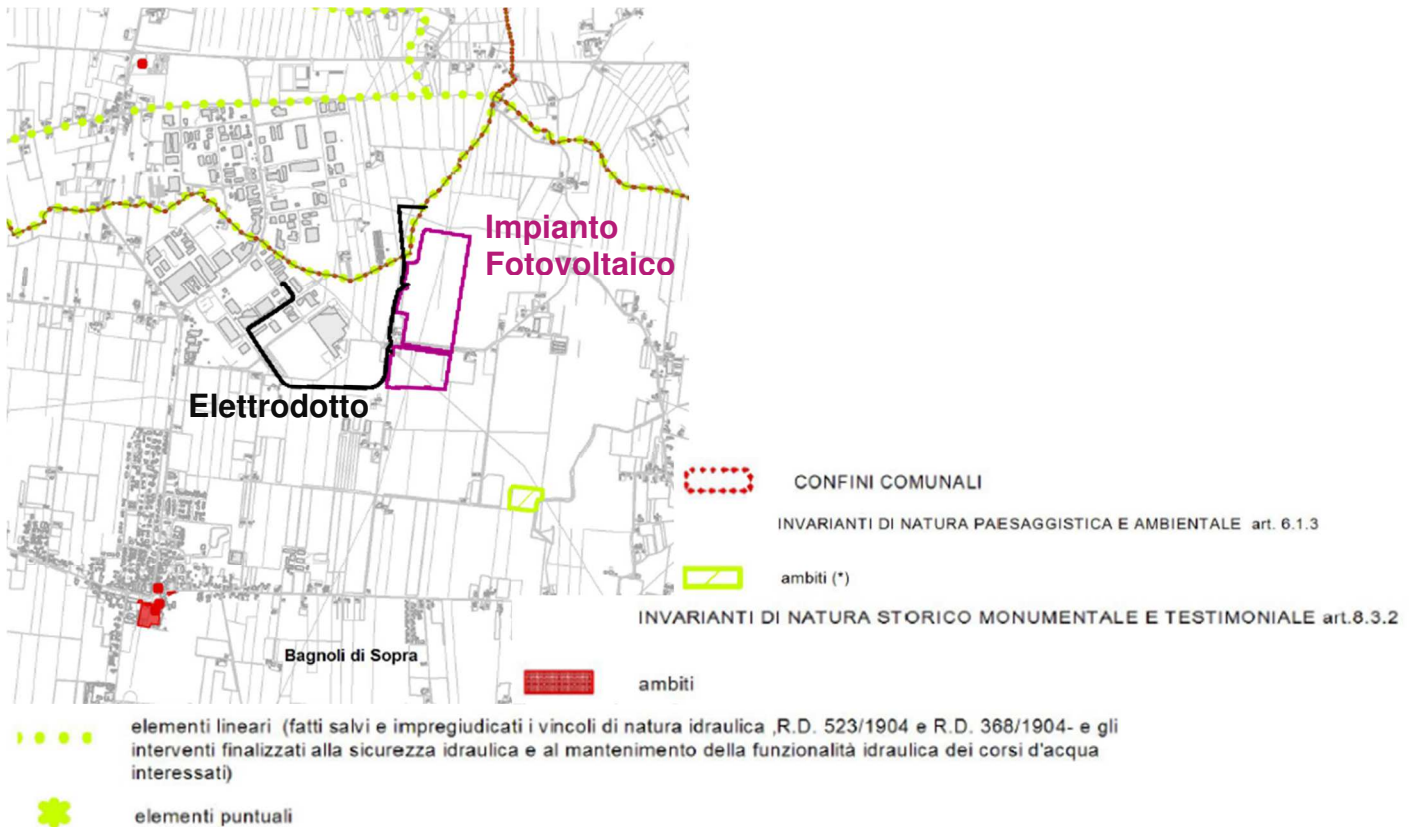 Impianto
Fotovoltaico
Elettrodotto
CONFINI COMUNALI
INVARIANTI DI NATURA PAESAGGISTICA E AMBIENTALE art. 6.1.3
ambiti (*)
INVARIANTI DI NATURA STORICO MONUMENTALE E TESTIMONIALE art.8.3.2
Bagnoli di Sopra
ambiti
elementi lineari (fatti salvi e impregiudicati i vincoli di natura idraulica ,R.D. 523/1904 e R.D. 368/1904- e gli
interventi finalizzati alla sicurezza idraulica e al mantenimento della funzionalità idraulica dei corsi d'acqua
interessati)
elementi puntuali